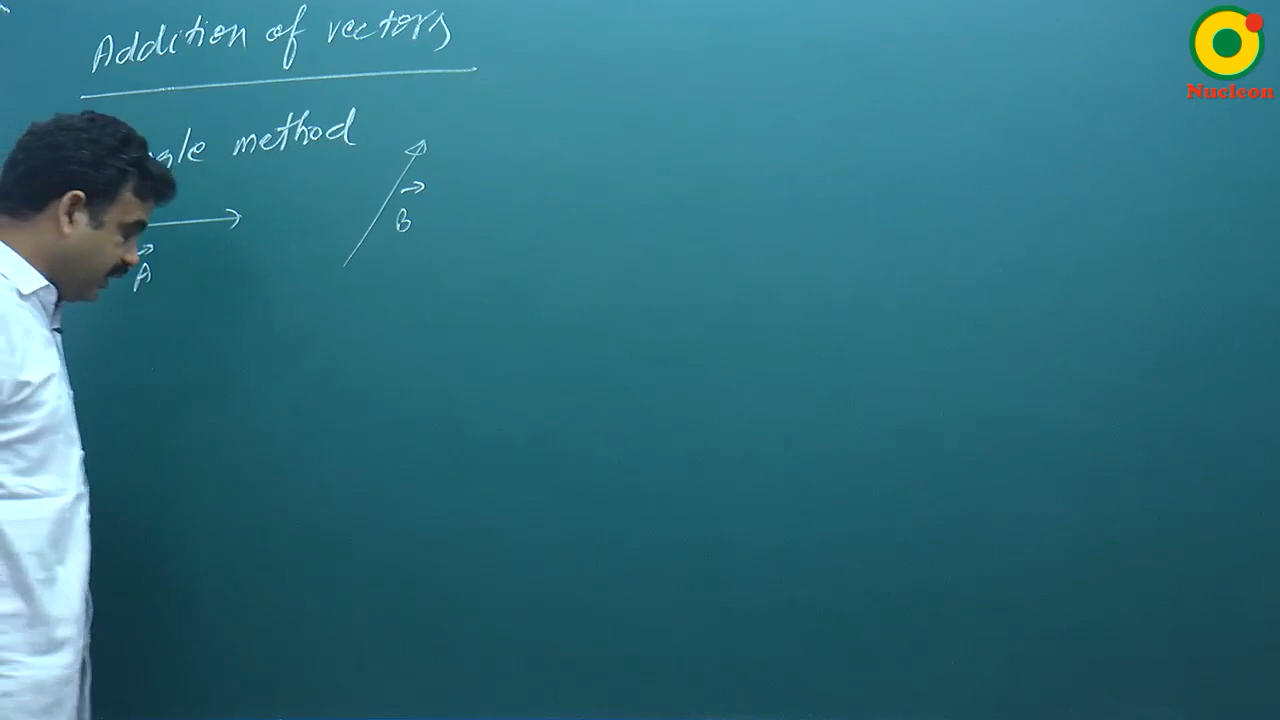 Addition of vectors
method
A
B
Nucleon